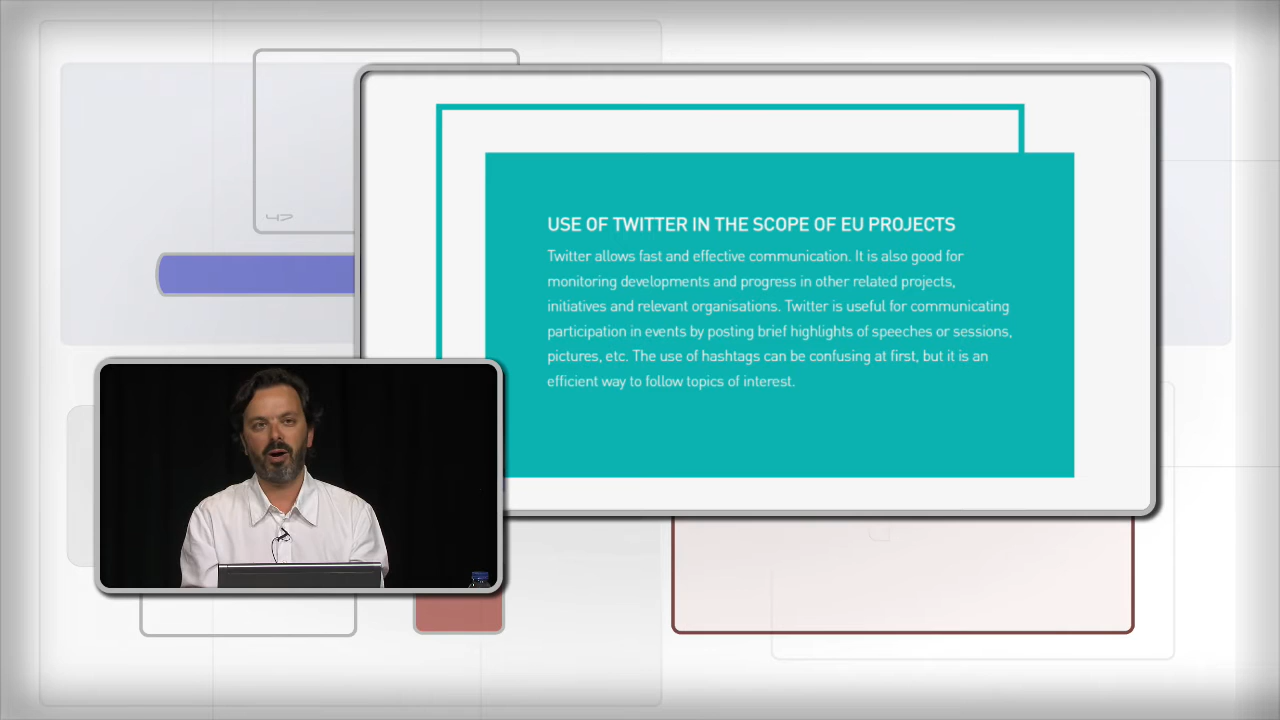 USE OF TWITTER IN THE SCOPE OF EU PROJECTS
Twitter allows fast and effective communication. It is also good for
monitoring developments and progress in other related projects,
initiatives and relevant organisations. Twitter is useful for communicating
participation in events by posting brief highlights of speeches or sessions,
pictures, etc. The use of hashtags can be confusing at first, but it is an
efficient way to follow topics of interest.
47